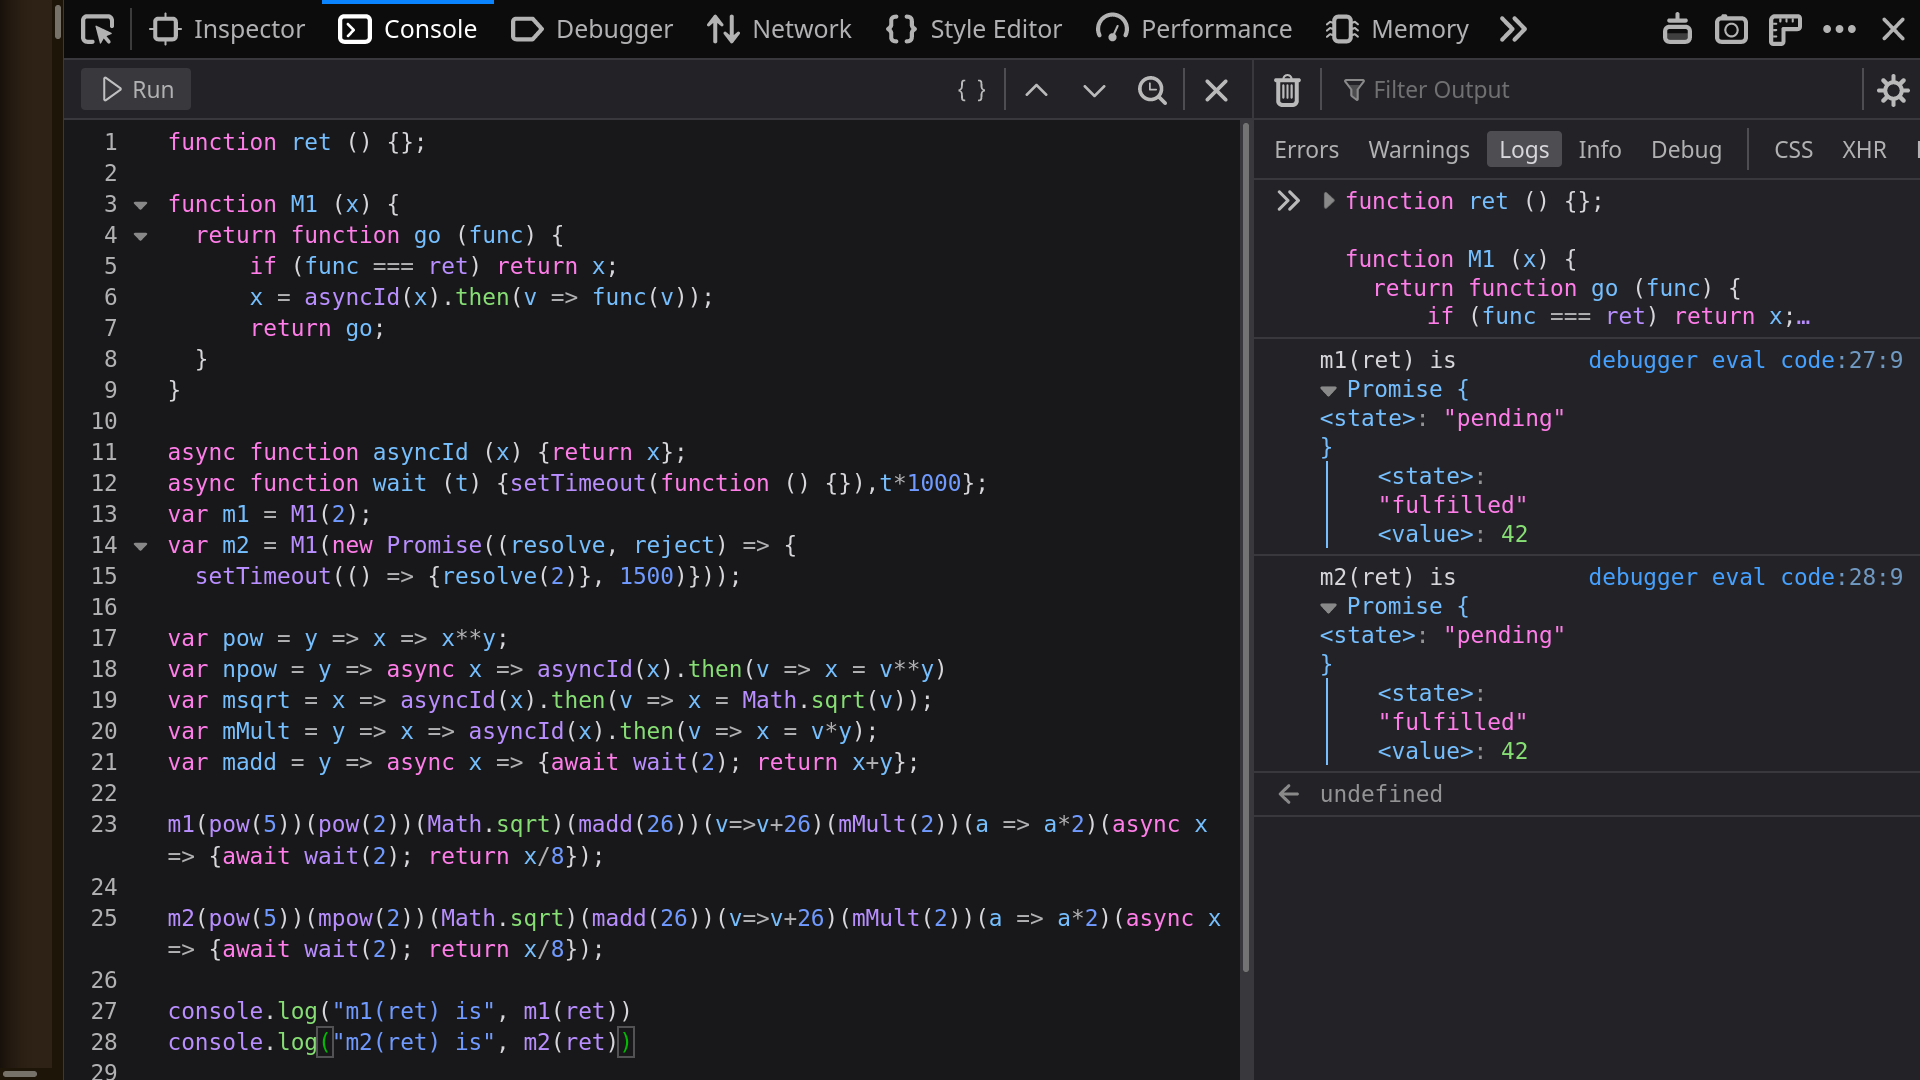 Inspector Console Debugger Network Style Editor Performance Memory
Run { } Filter Output
Errors Warnings Logs Info Debug CSS XHR
1 function ret () {};
2
3 function M1 (x) {
4 return function go (func) {
5 if (func === ret) return x;
6 x = asyncId(x).then(v => func(v));
7 return go;
8 }
9 }
10
11 async function asyncId (x) {return x};
12 async function wait (t) {setTimeout(function () {}),t*1000};
13 var m1 = M1(2);
14 var m2 = M1(new Promise((resolve, reject) => {
15 setTimeout(() => {resolve(2)}, 1500)}));
16
17 var pow = y => x => x**y;
18 var npow = y => async x => asyncId(x).then(v => x = v**y)
19 var msqrt = x => asyncId(x).then(v => x = Math.sqrt(v));
20 var mMult = y => x => asyncId(x).then(v => x = v*y);
21 var madd = y => async x => {await wait(2); return x+y};
22
23 m1(pow(5))(pow(2))(Math.sqrt)(madd(26))(v=>v+26)(mMult(2))(a => a*2)(async x
=> {await wait(2); return x/8});
24
25 m2(pow(5))(mpow(2))(Math.sqrt)(madd(26))(v=>v+26)(mMult(2))(a => a*2)(async x
=> {await wait(2); return x/8});
26
27 console.log("m1(ret) is", m1(ret))
28 console.log("m2(ret) is", m2(ret))
29
function ret () {};
function M1 (x) {
return function go (func) {
if (func === ret) return x;…
m1(ret) is debugger eval code:27:9
Promise {
<state>: "pending"
}
<state>:
"fulfilled"
<value>: 42
m2(ret) is debugger eval code:28:9
Promise {
<state>: "pending"
}
<state>:
"fulfilled"
<value>: 42
undefined